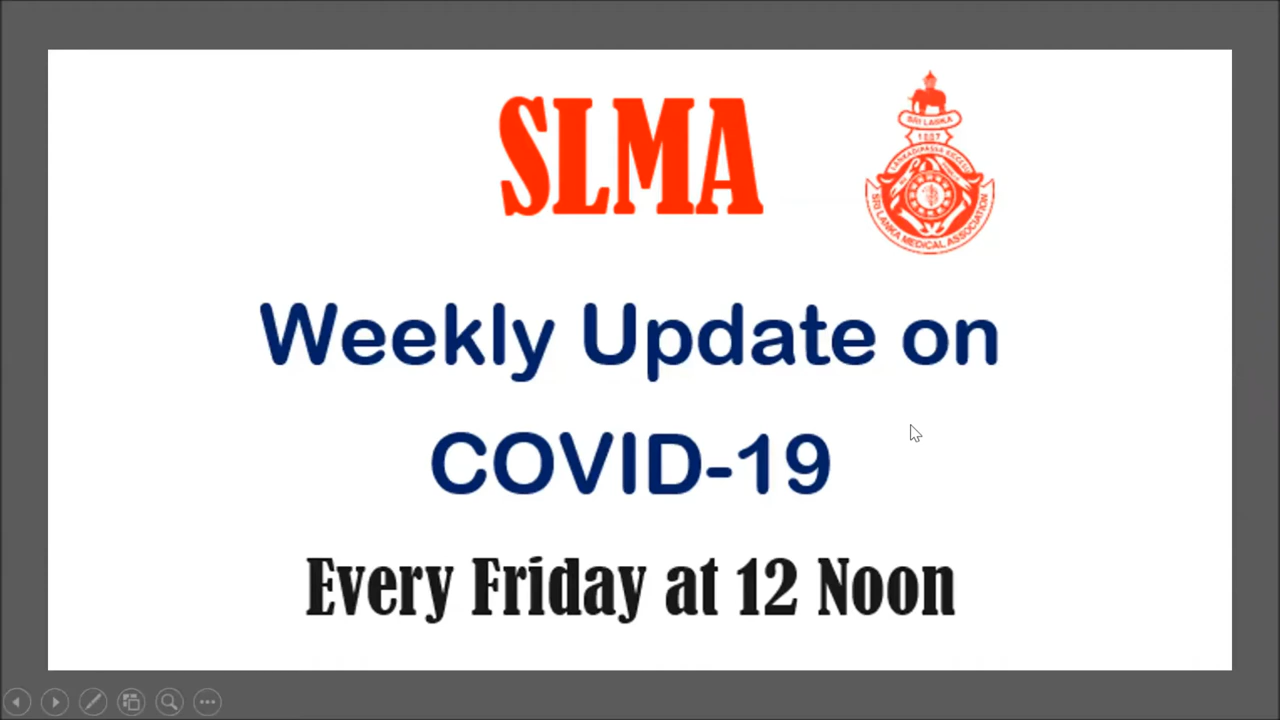 SLMA
SRI LANKA
1887
SRI LANKA MEDICAL ASSOCIATION
Weekly Update on
COVID-19
Every Friday at 12 Noon